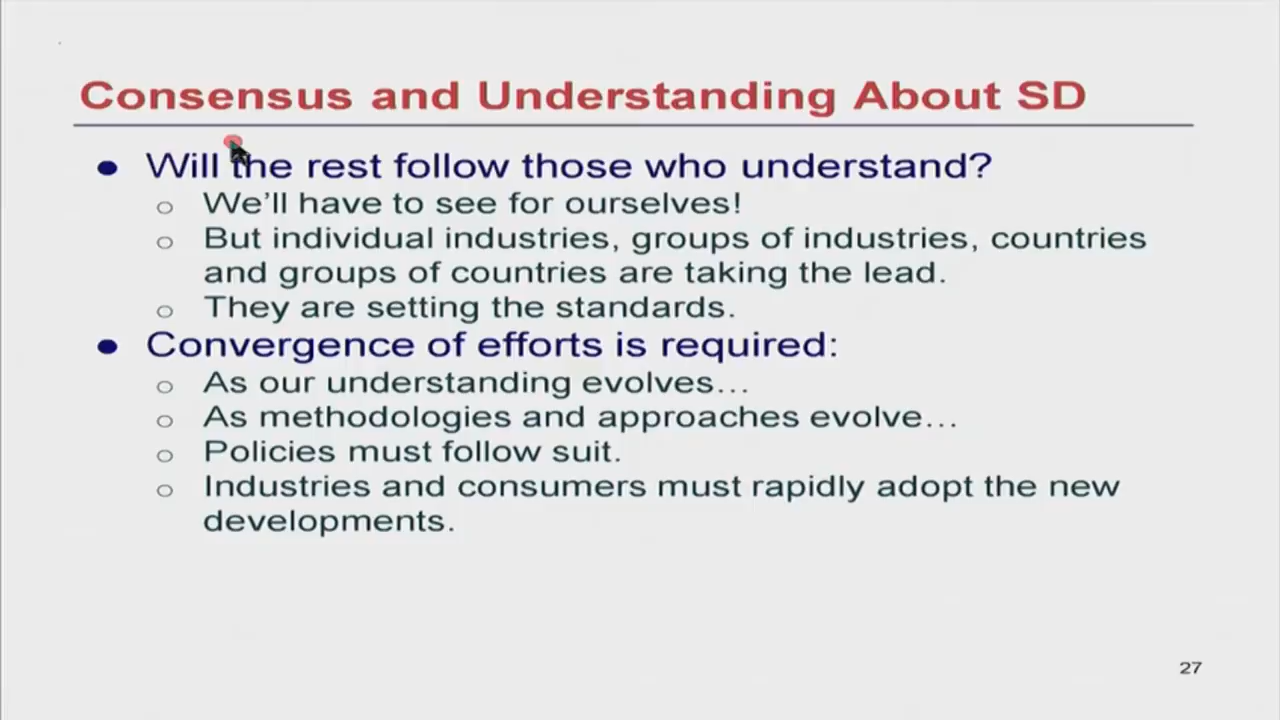 Consensus and Understanding About SD
● Will the rest follow those who understand?
○ We'll have to see for ourselves!
○ But individual industries, groups of industries, countries
and groups of countries are taking the lead.
○ They are setting the standards.
● Convergence of efforts is required:
○ As our understanding evolves…
○ As methodologies and approaches evolve…
○ Policies must follow suit.
○ Industries and consumers must rapidly adopt the new
developments.
27